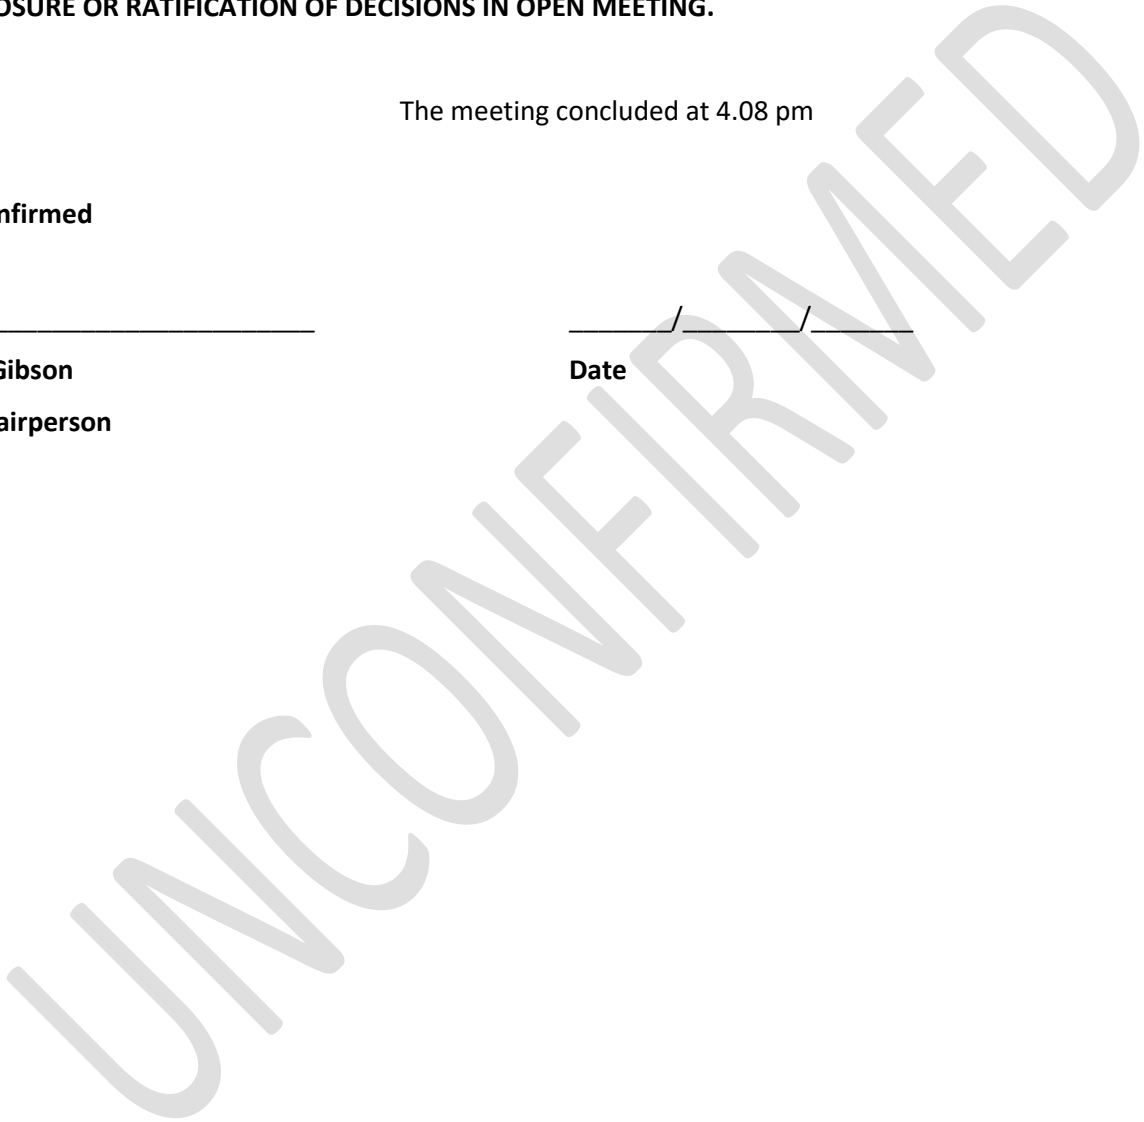 OSURE OR RATIFICATION OF DECISIONS IN OPEN MEETING.
The meeting concluded at 4.08 pm
nfirmed
_______/________/_______
Gibson Date
airperson
UNCONFIRMED